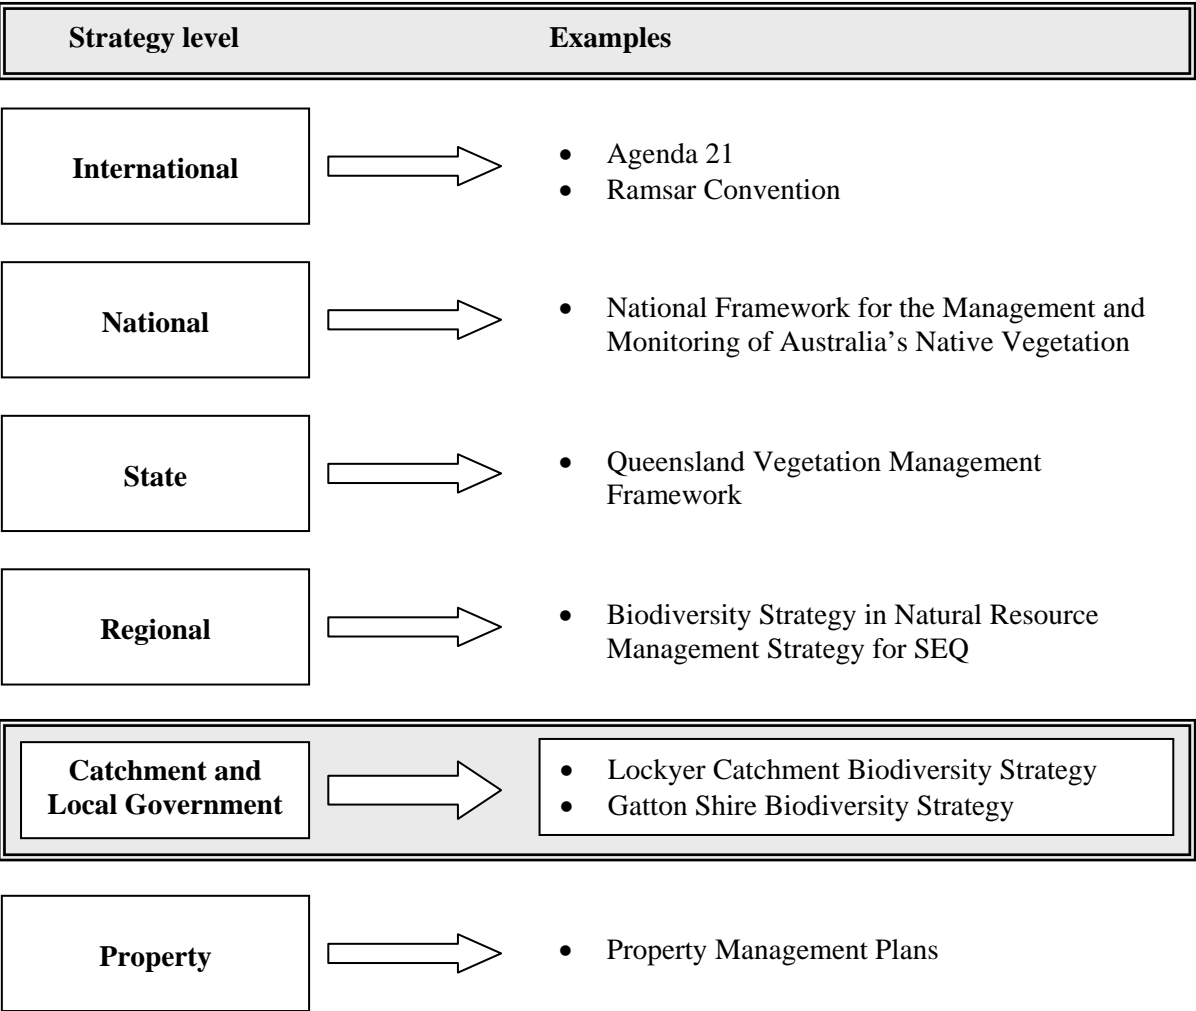 Strategy level Examples
International
• Agenda 21
• Ramsar Convention
National
• National Framework for the Management and
Monitoring of Australia’s Native Vegetation
State
• Queensland Vegetation Management
Framework
Regional
• Biodiversity Strategy in Natural Resource
Management Strategy for SEQ
Catchment and
Local Government
• Lockyer Catchment Biodiversity Strategy
• Gatton Shire Biodiversity Strategy
Property
• Property Management Plans